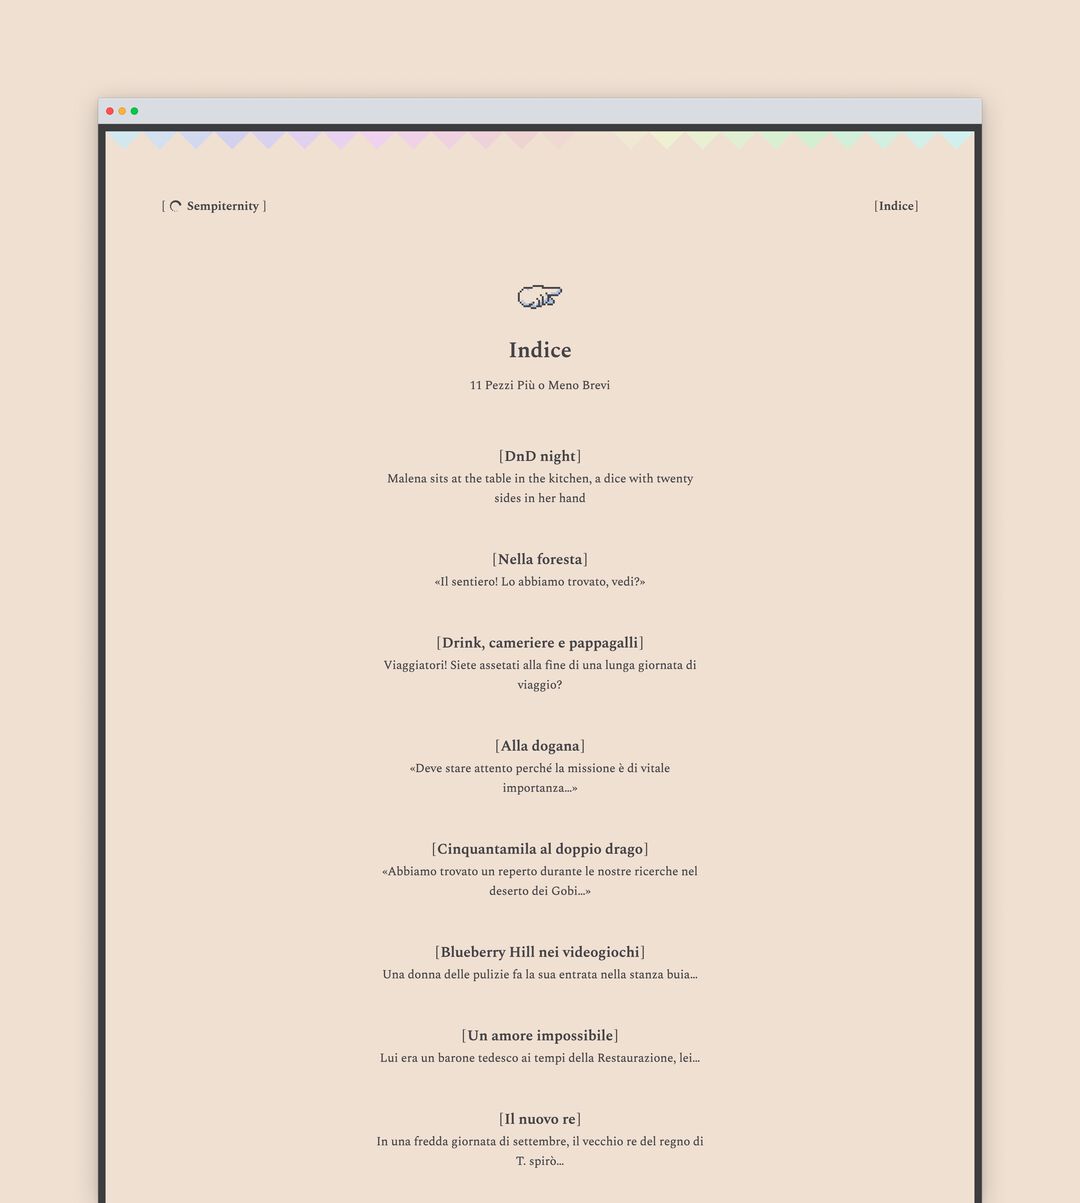 [ Sempiternity ]
[Indice]
Indice
11 Pezzi Più o Meno Brevi
[DnD night]
Malena sits at the table in the kitchen, a dice with twenty
sides in her hand
[Nella foresta]
«Il sentiero! Lo abbiamo trovato, vedi?»
[Drink, cameriere e pappagalli]
Viaggiatori! Siete assetati alla fine di una lunga giornata di
viaggio?
[Alla dogana]
«Deve stare attento perché la missione è di vitale
importanza...»
[Cinquantamila al doppio drago]
«Abbiamo trovato un reperto durante le nostre ricerche nel
deserto dei Gobi...»
[Blueberry Hill nei videogiochi]
Una donna delle pulizie fa la sua entrata nella stanza buia...
[Un amore impossibile]
Lui era un barone tedesco ai tempi della Restaurazione, lei...
[Il nuovo re]
In una fredda giornata di settembre, il vecchio re del regno di
T. spirò...